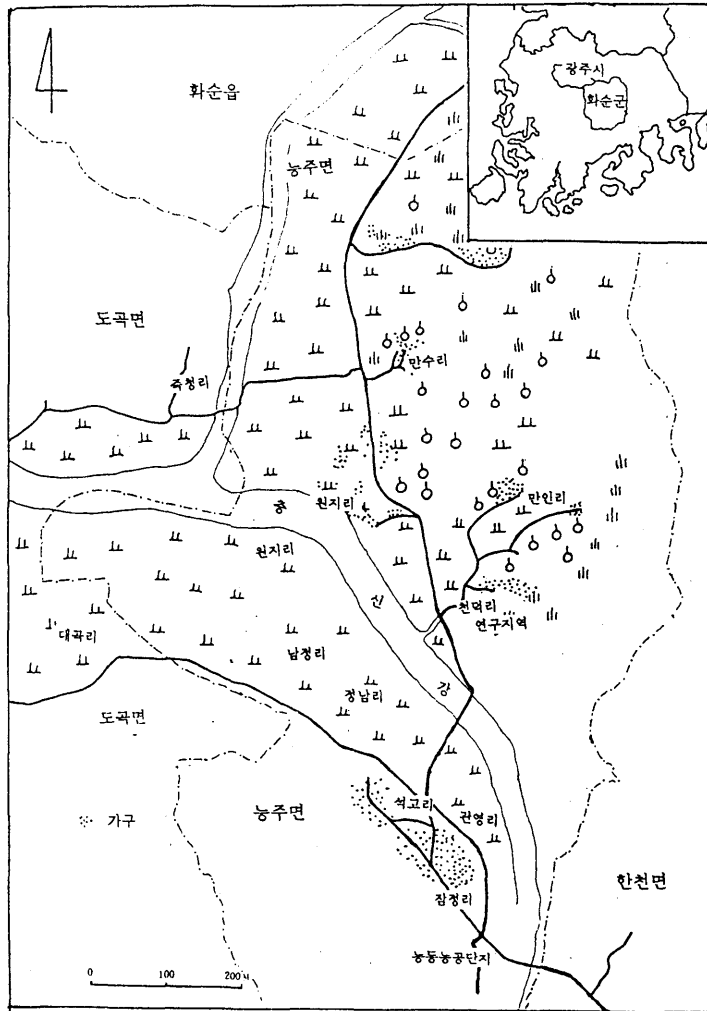 4
광주시
화순군
화순읍
능주면
도곡면
죽청리
만수리
원지리
만인리
충
원지리
신
천덕리
연구지역
대곡리
남정리
정남리
강
도곡면
가구
능주면
석고리
관영리
잠정리
한천면
농동농공단지
0 100 200